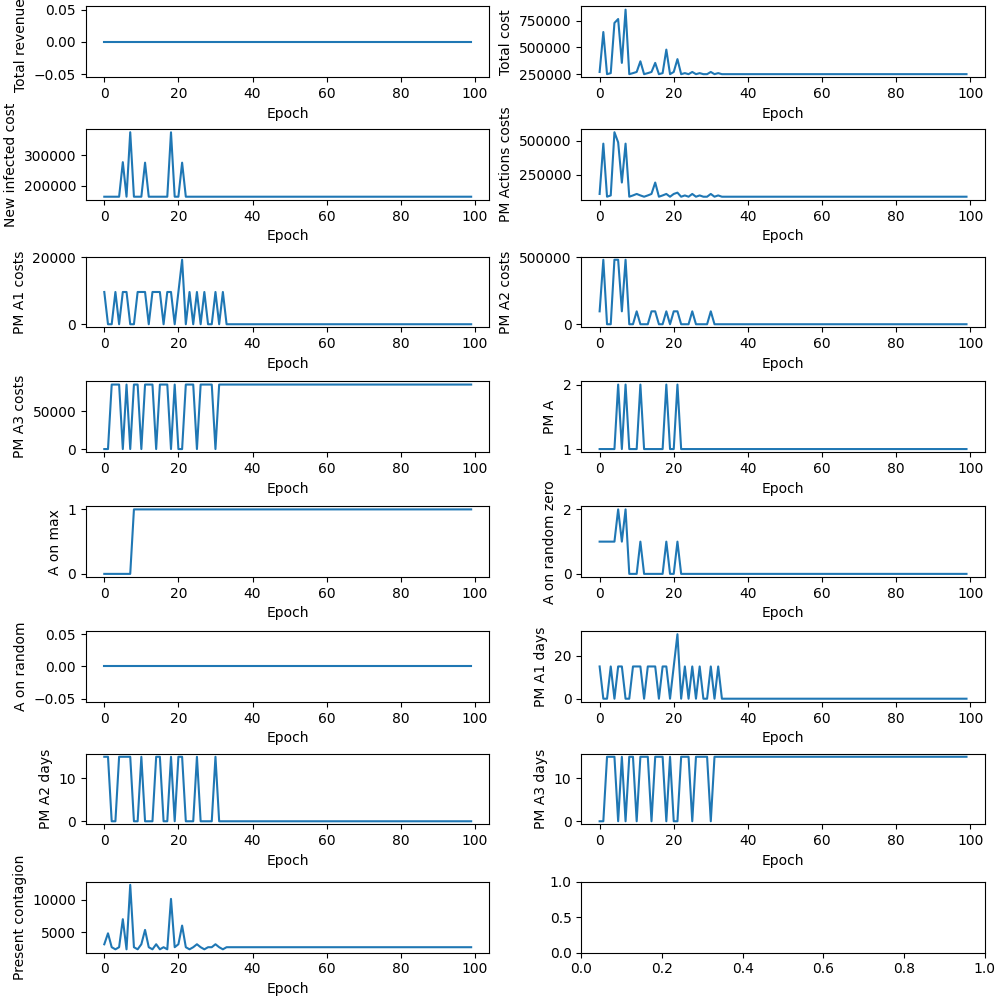 Total revenue
0.05
0.00
−0.05
0 20 40 60 80 100
Epoch
Total cost
750000
500000
250000
0 20 40 60 80 100
Epoch
New infected cost
300000
200000
0 20 40 60 80 100
Epoch
PM Actions costs
500000
250000
0 20 40 60 80 100
Epoch
PM A1 costs
20000
0
0 20 40 60 80 100
Epoch
PM A2 costs
500000
0
0 20 40 60 80 100
Epoch
PM A3 costs
50000
0
0 20 40 60 80 100
Epoch
PM A
2
1
0 20 40 60 80 100
Epoch
A on max
1
0
0 20 40 60 80 100
Epoch
A on random zero
2
0
0 20 40 60 80 100
Epoch
A on random
0.05
0.00
−0.05
0 20 40 60 80 100
Epoch
PM A1 days
20
0
0 20 40 60 80 100
Epoch
PM A2 days
10
0
0 20 40 60 80 100
Epoch
PM A3 days
10
0
0 20 40 60 80 100
Epoch
Present contagion
10000
5000
0 20 40 60 80 100
Epoch
1.0
0.5
0.0
0.0 0.2 0.4 0.6 0.8 1.0